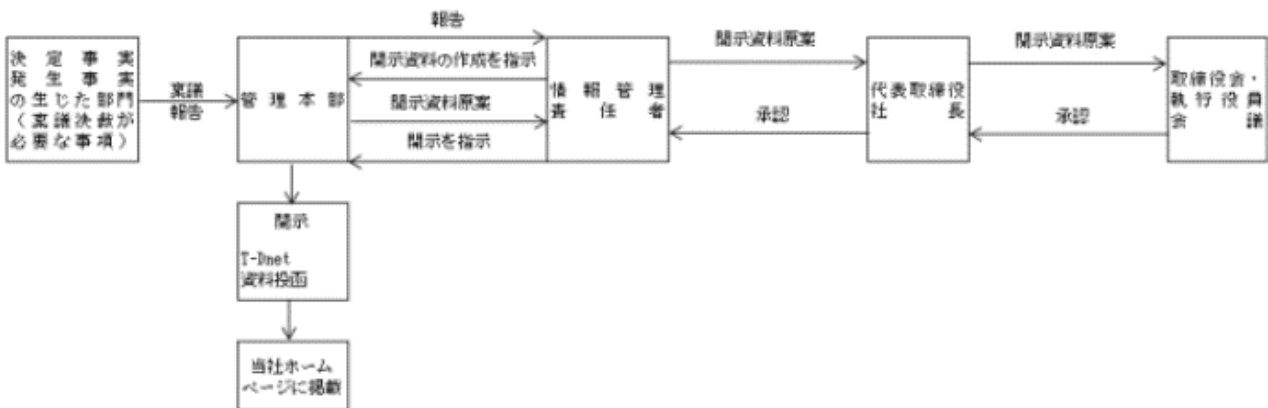 報告
開示資料原案
開示資料原案
決定事実
発生事実
の生じた部門
（稟議決裁が
必要な事項）
稟議
報告
管理本部
開示資料の作成を指示
開示資料原案
開示を指示
情報管理
責任者
承認
代表取締役
社長
承認
取締役会・
執行役員
会議
開示
T-Dnet
資料投函
当社ホーム
ページに掲載